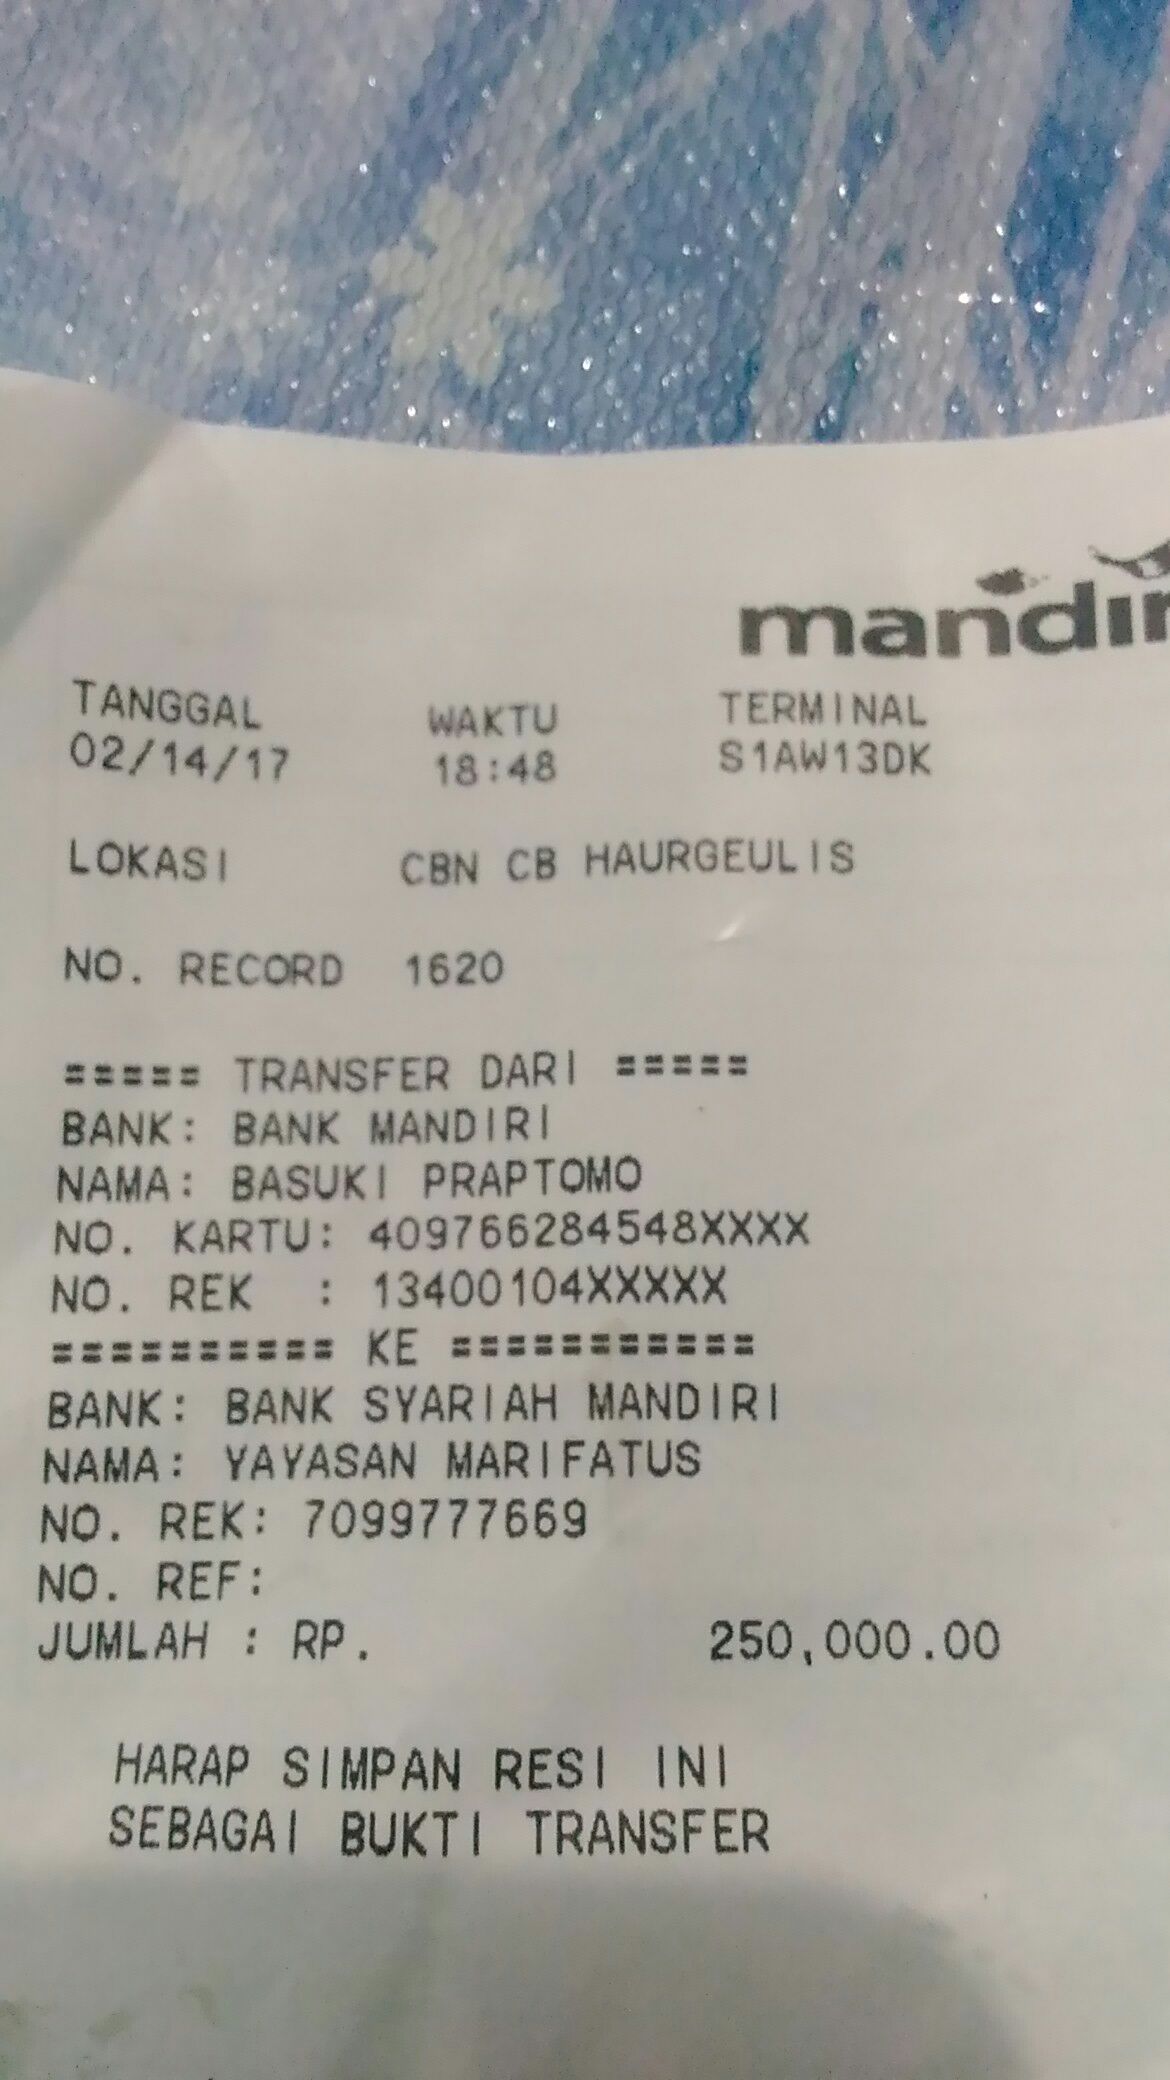 mandir
TANGGAL WAKTU TERMINAL
02/14/17 18:48 S1AW13DK
LOKASI CBN CB HAURGEULIS
NO. RECORD 1620
===== TRANSFER DARI =====
BANK: BANK MANDIRI
NAMA: BASUKI PRAPTOMO
NO. KARTU: 409766284548XXXX
NO. REK : 13400104XXXXX
========== KE ===========
BANK: BANK SYARIAH MANDIRI
NAMA: YAYASAN MARIFATUS
NO. REK: 7099777669
NO. REF:
JUMLAH : RP. 250,000.00
HARAP SIMPAN RESI INI
SEBAGAI BUKTI TRANSFER